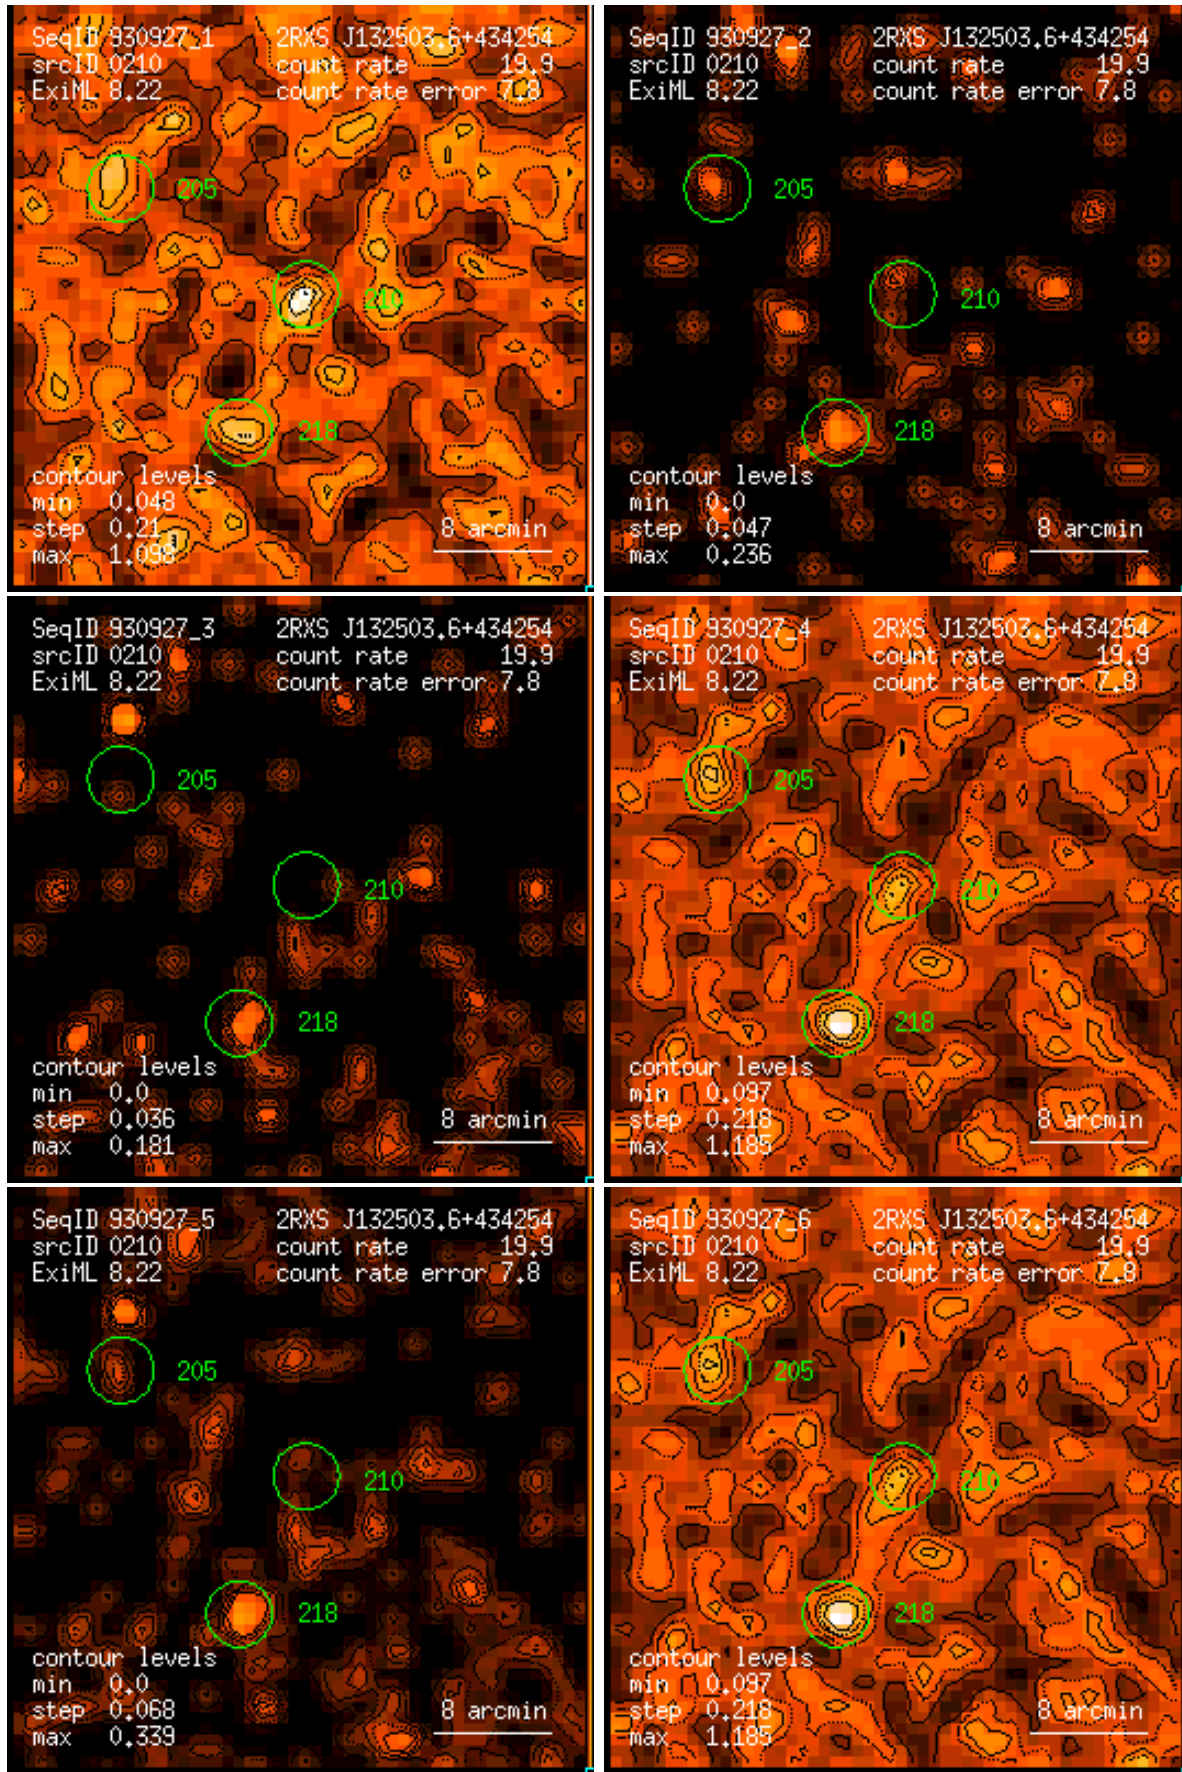 SeqID 930927_1 2RXS J132503.6+434254
srcID 0210 count rate 19.9
ExiML 8.22 count rate error 7.8
205
210
218
contour levels
min 0.048
step 0.21
max 1.098
8 arcmin
SeqID 930927_2 2RXS J132503.6+434254
srcID 0210 count rate 19.9
ExiML 8.22 count rate error 7.8
205
210
218
contour levels
min 0.0
step 0.047
max 0.236
8 arcmin
SeqID 930927_3 2RXS J132503.6+434254
srcID 0210 count rate 19.9
ExiML 8.22 count rate error 7.8
205
210
218
contour levels
min 0.0
step 0.036
max 0.181
8 arcmin
SeqID 930927_4 2RXS J132503.6+434254
srcID 0210 count rate 19.9
ExiML 8.22 count rate error 7.8
205
210
218
contour levels
min 0.097
step 0.218
max 1.185
8 arcmin
SeqID 930927_5 2RXS J132503.6+434254
srcID 0210 count rate 19.9
ExiML 8.22 count rate error 7.8
205
210
218
contour levels
min 0.0
step 0.068
max 0.339
8 arcmin
SeqID 930927_6 2RXS J132503.6+434254
srcID 0210 count rate 19.9
ExiML 8.22 count rate error 7.8
205
210
218
contour levels
min 0.097
step 0.218
max 1.185
8 arcmin